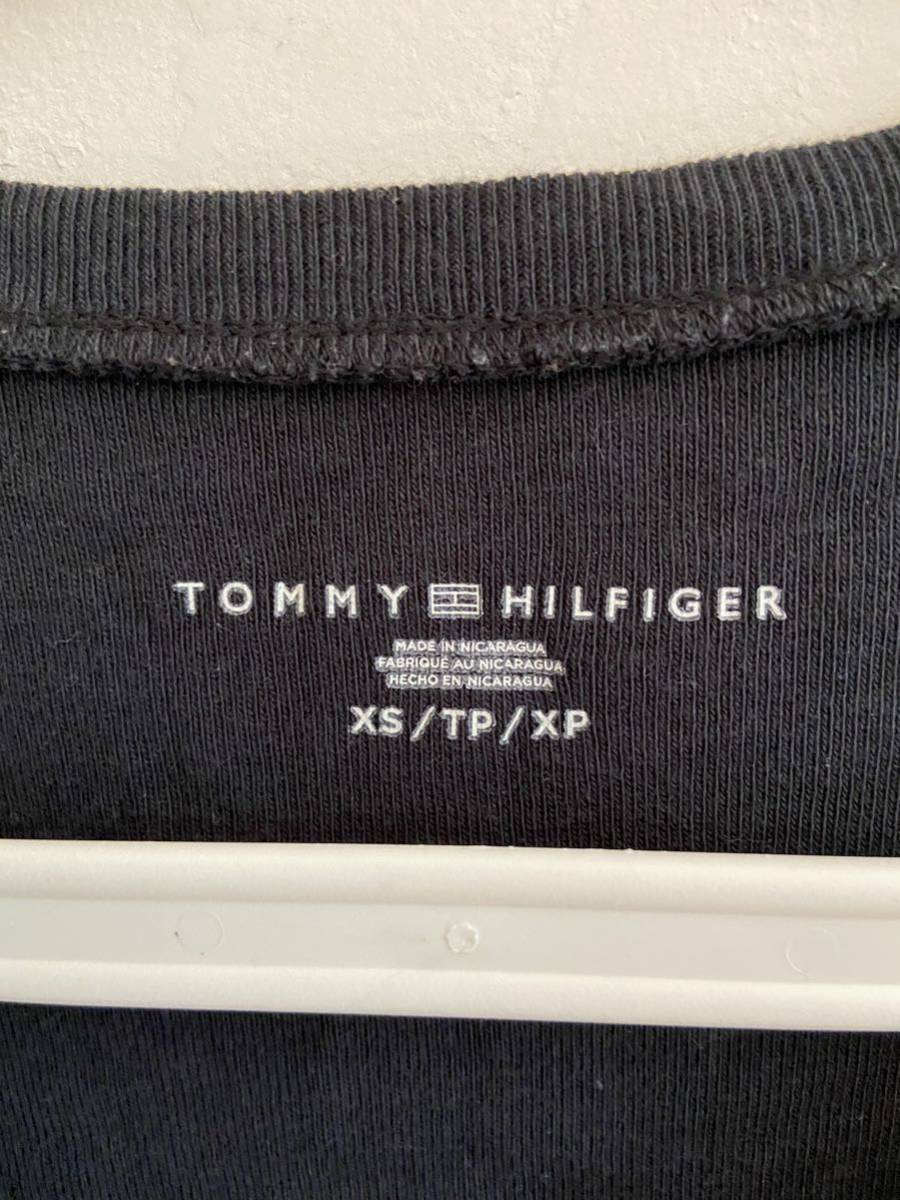 TOMMY HILFIGER
MADE IN NICARAGUA
FABRIQUÉ AU NICARAGUA
HECHO EN NICARAGUA
XS/TP/XP